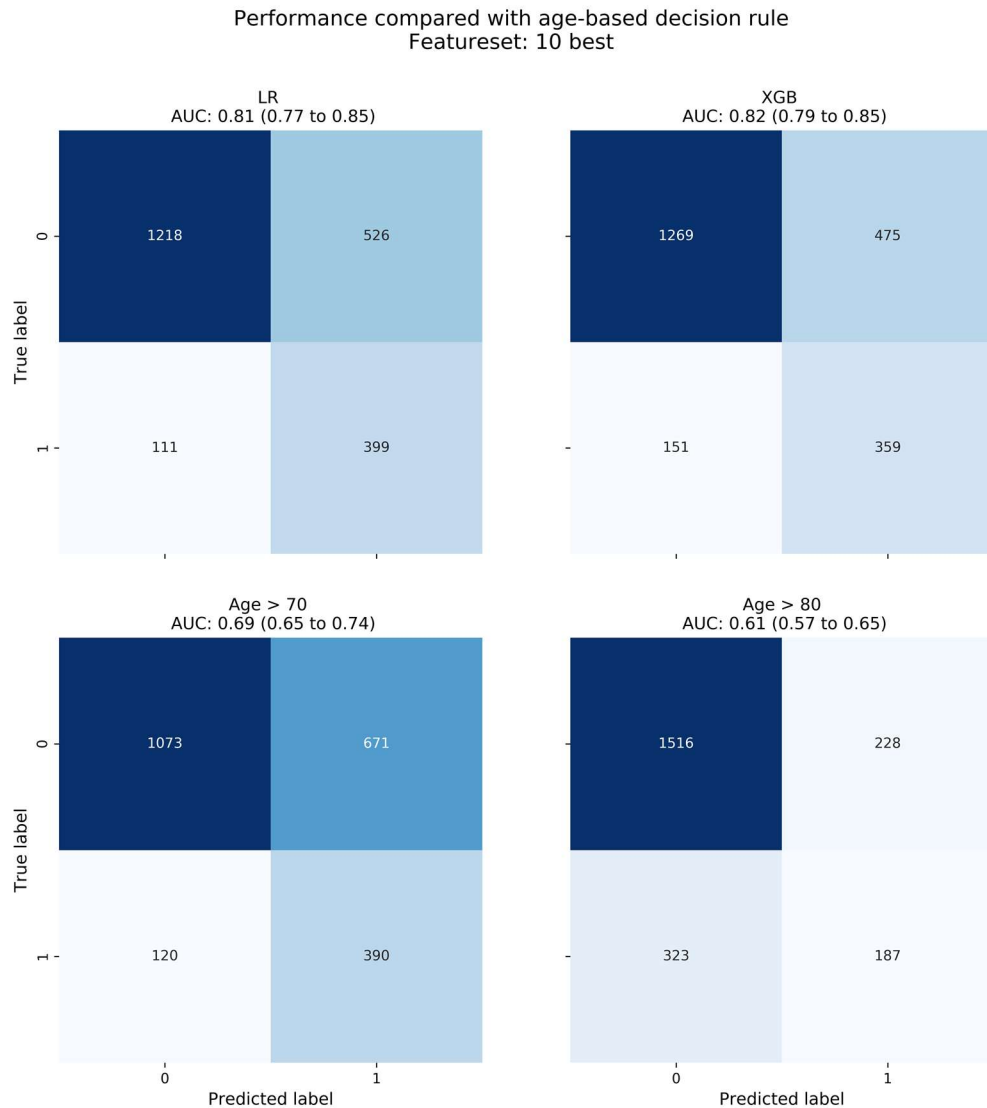 Performance compared with age-based decision rule
Featureset: 10 best
LR
AUC: 0.81 (0.77 to 0.85)
XGB
AUC: 0.82 (0.79 to 0.85)
True label
0
1218
526
1269
475
1
111
399
151
359
Age > 70
AUC: 0.69 (0.65 to 0.74)
Age > 80
AUC: 0.61 (0.57 to 0.65)
True label
0
1073
671
1516
228
1
120
390
323
187
0
1
0
1
Predicted label
Predicted label